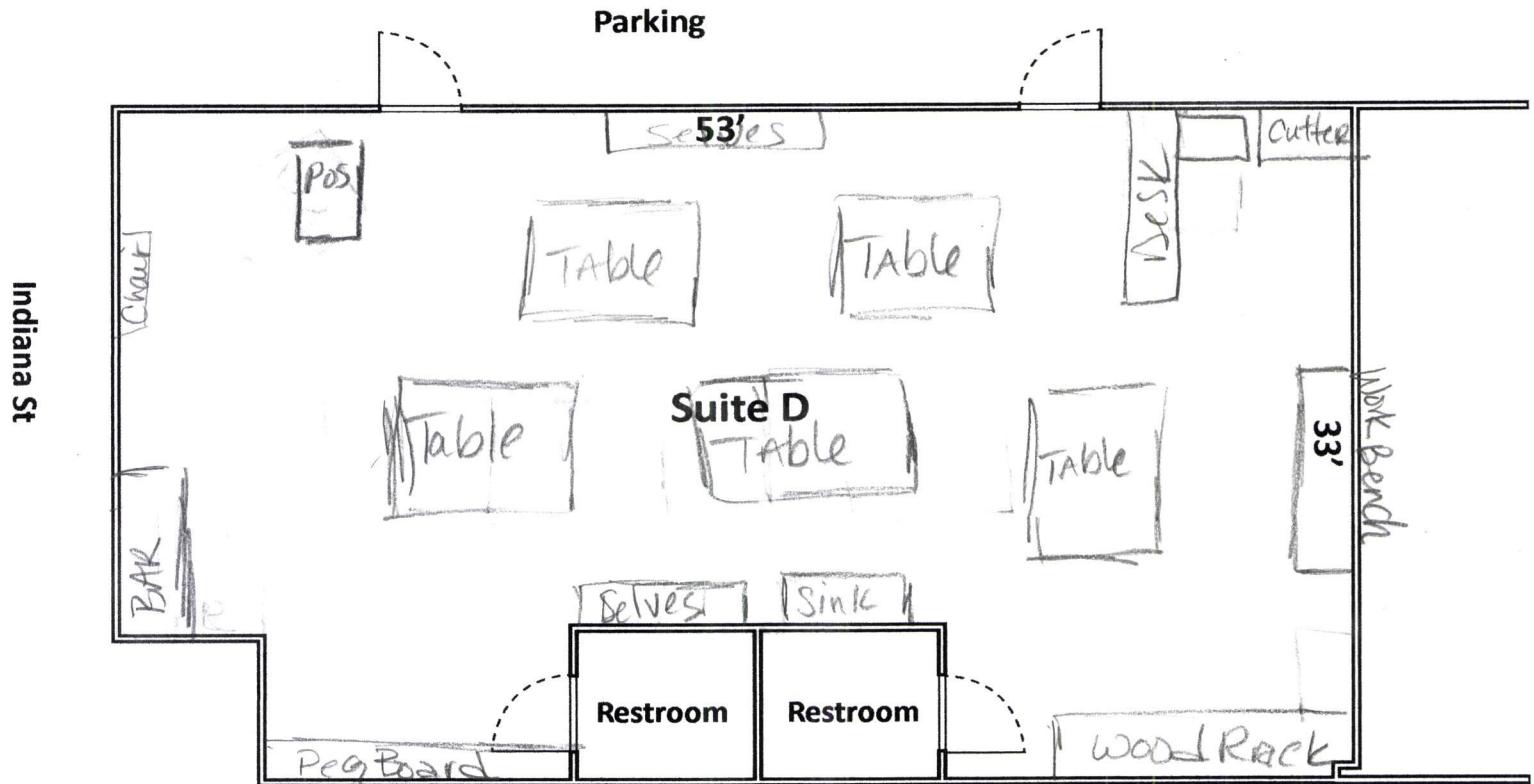 Parking
53'
Selves
POS
Cutter
Desk
Chair
Table
Table
Indiana St
Suite D
Table
Table
Table
33'
Work Bench
BAR
Selves
Sink
Restroom
Restroom
Peg Board
Wood Rack